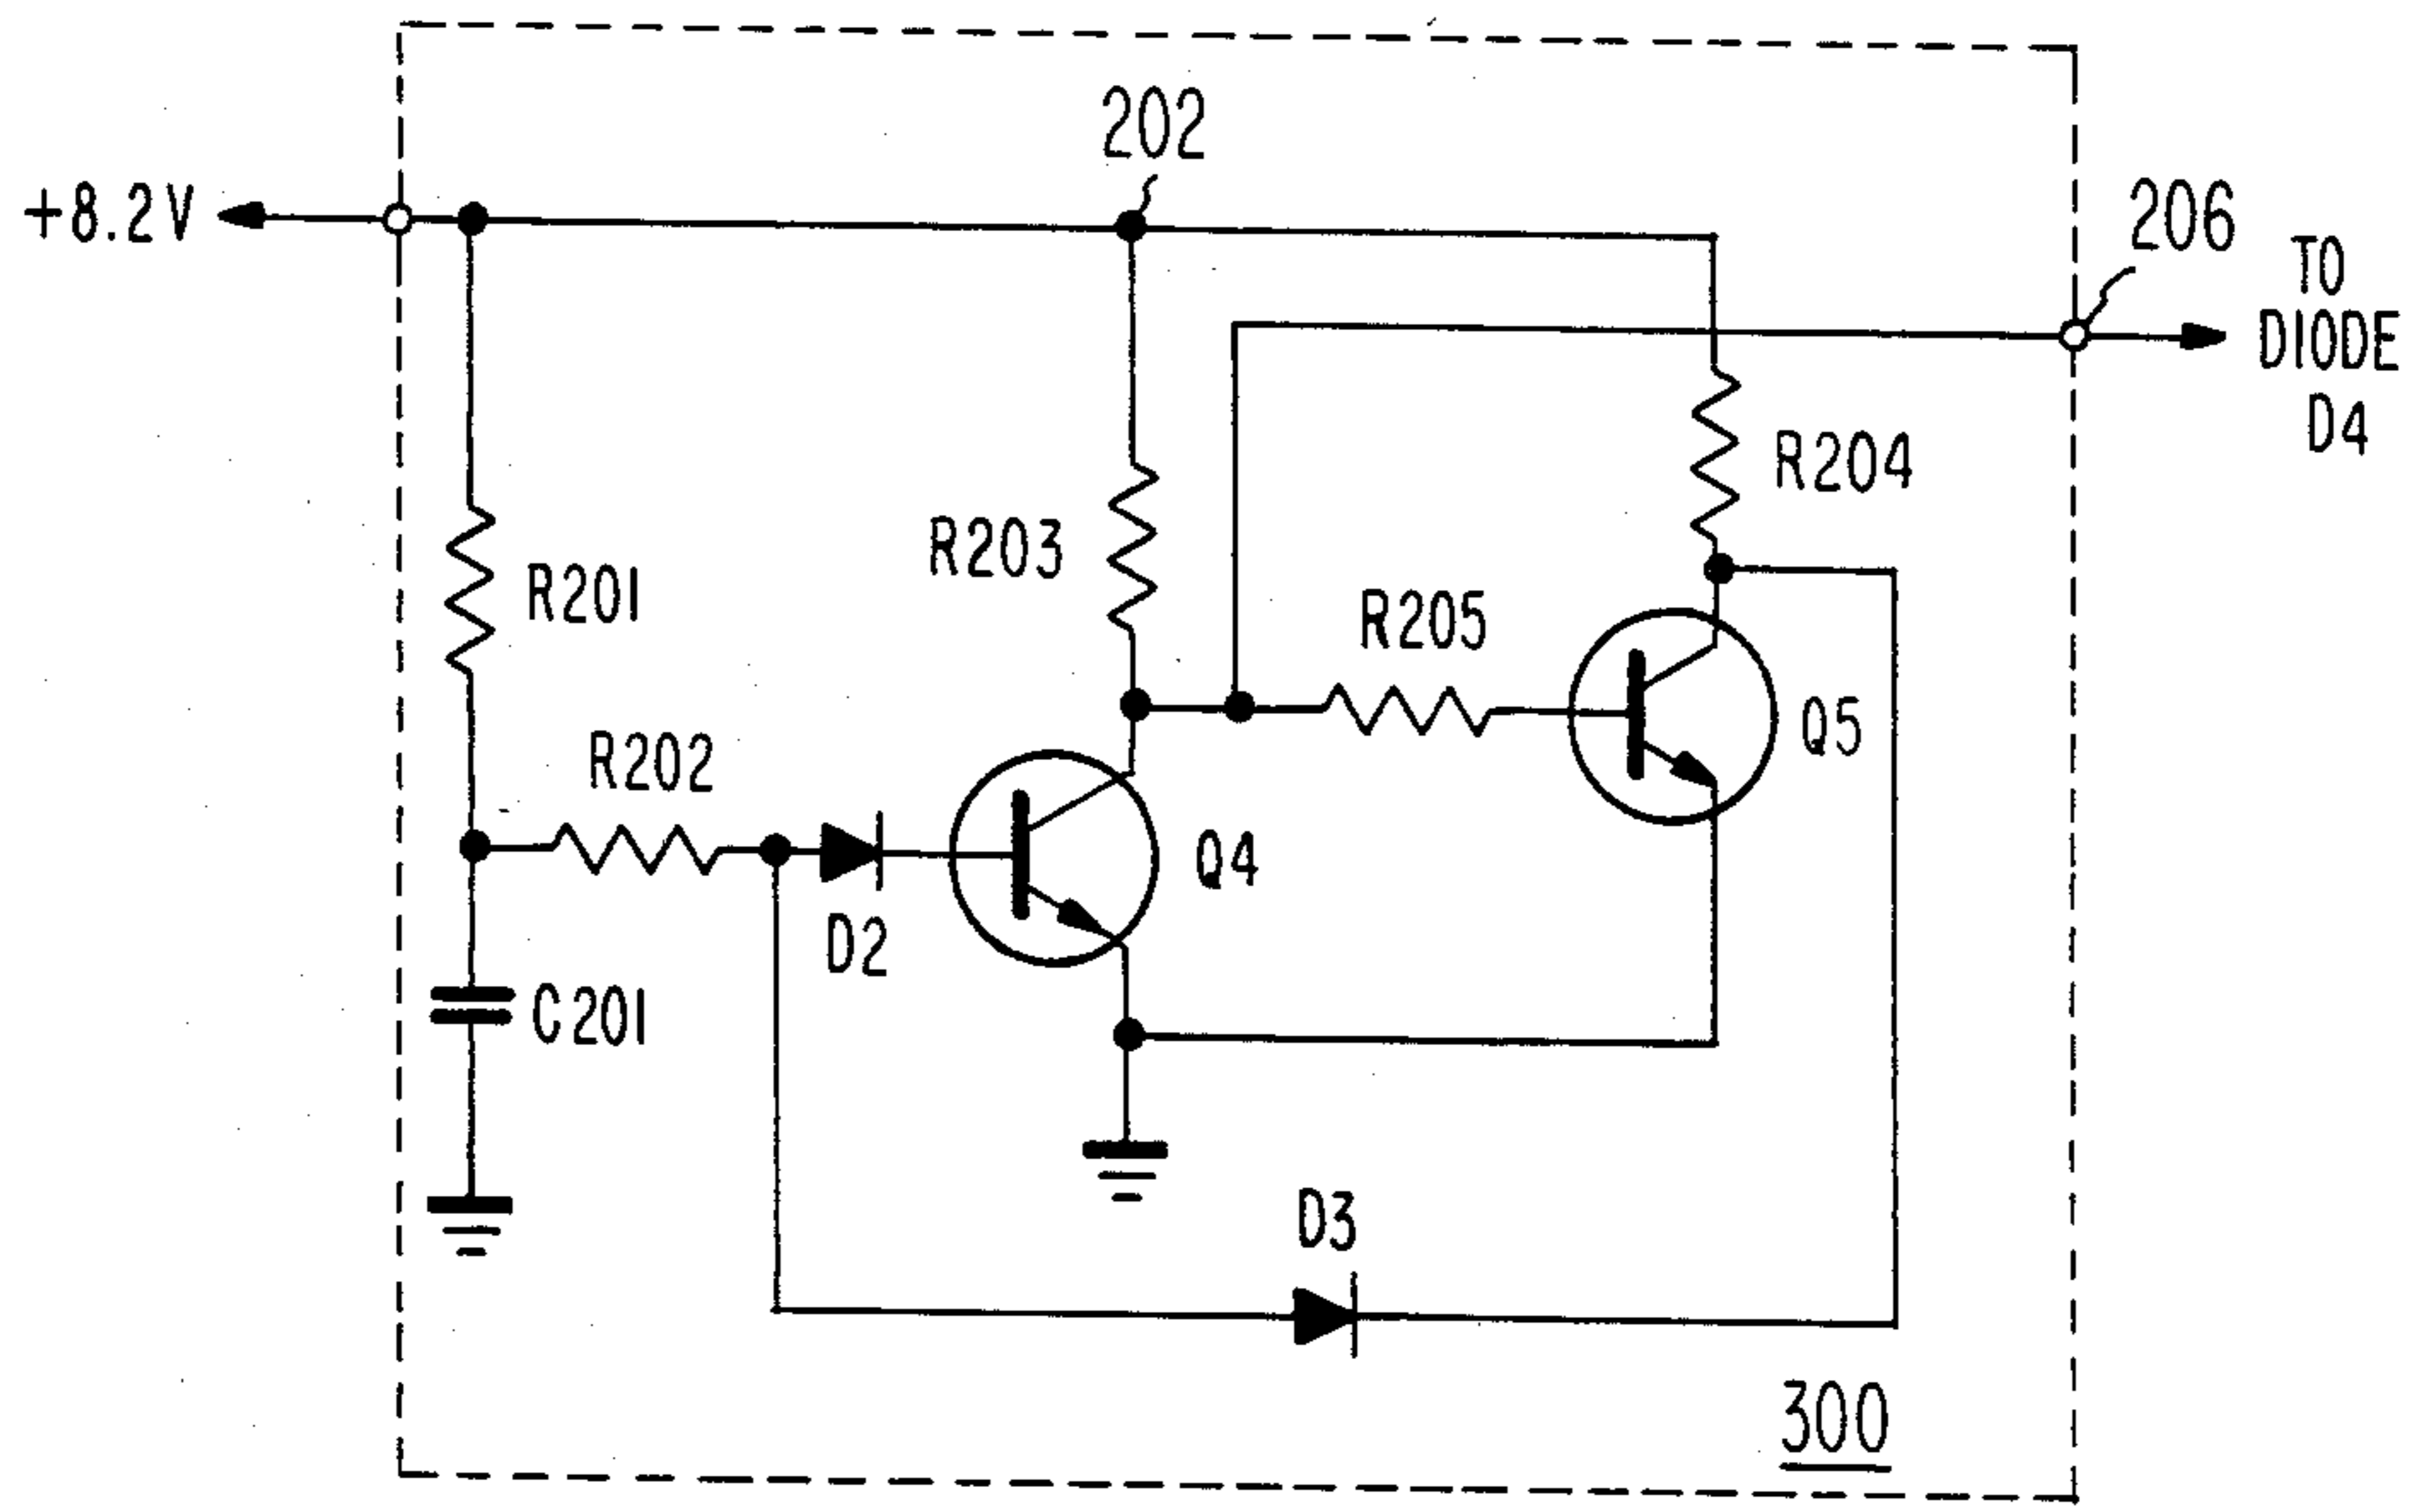 202
+8.2V
206
TO
DIODE
D4
R204
R203
R201
R205
Q5
R202
Q4
D2
C201
D3
300